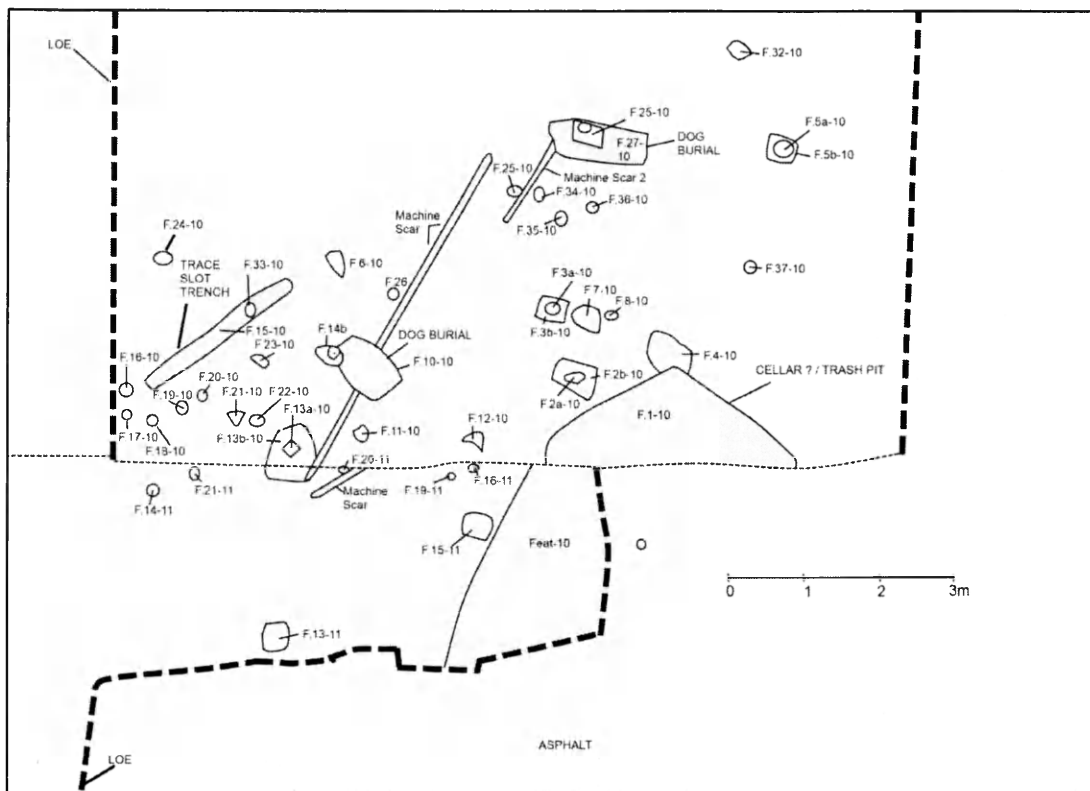 LOE
F.32-10
F.25-10
F.5a-10
F.27-
10
DOG
BURIAL
F.5b-10
F.25-10
Machine Scar 2
F.34-10
F.36-10
Machine
Scar
F.35-10
F.24-10
F.6-10
TRACE
SLOT
TRENCH
F.33-10
F.26
F.3a-10
F.7-10
F.37-10
F.8-10
F.14b
DOG BURIAL
F.3b-10
F.15-10
F.23-10
F.10-10
F.4-10
F.16-10
F.20-10
F.2b-10
CELLAR ? / TRASH PIT
F.19-10
F.21-10
F.22-10
F.13a-10
F.2a-10
F.1-10
F.12-10
F.17-10
F.18-10
F.13b-10
F.11-10
F.20-11
F.16-11
F.21-11
F.19-11
F.14-11
Machine
Scar
F.15-11
Feat-10
0 1 2 3m
F.13-11
ASPHALT
LOE